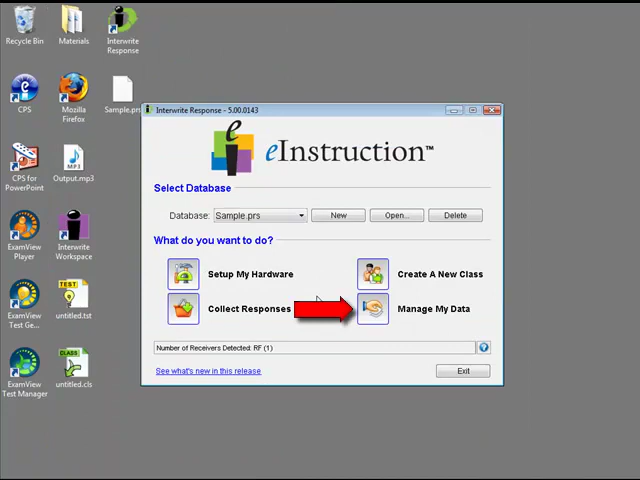 Recycle Bin
Materials
Interwrite
Response
CPS
Mozilla
Firefox
Sample.prs
CPS for
PowerPoint
Output.mp3
ExamView
Player
Interwrite
Workspace
ExamView
Test Ge...
TEST
untitled.tst
ExamView
Test Manager
CLASS
untitled.cls
Interwrite Response - 5.00.0143
eInstruction™
Select Database
Database: Sample.prs New Open... Delete
What do you want to do?
Setup My Hardware Create A New Class
Collect Responses Manage My Data
Number of Receivers Detected: RF (1)
See what's new in this release
Exit